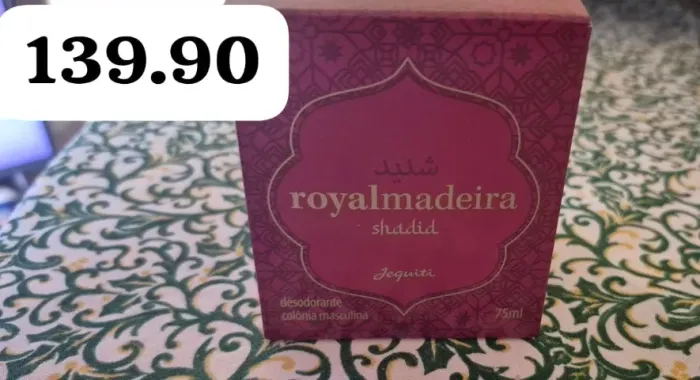 139.90
شديد
royalmadeira
shadid
Jequiti
desodorante
colônia masculina
75ml